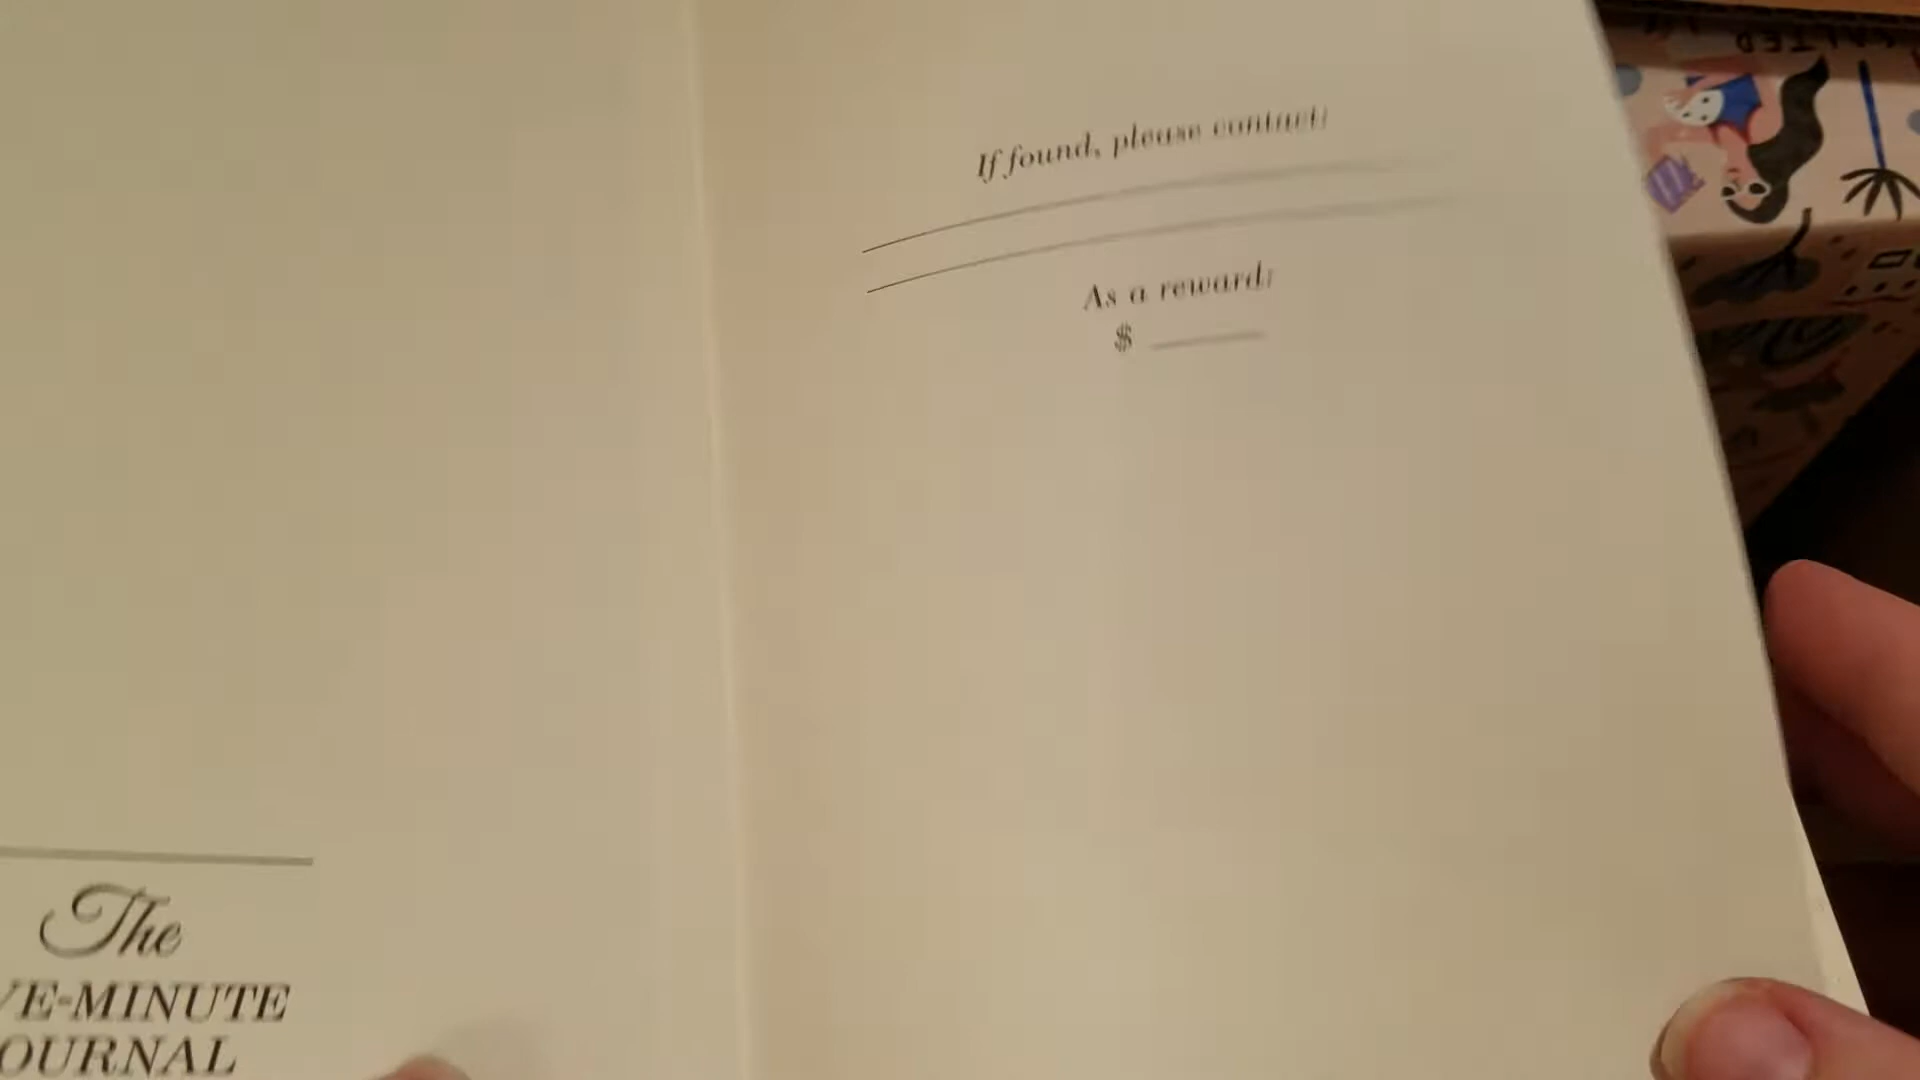 The
VE-MINUTE
OURNAL
If found, please contact:
As a reward:
$